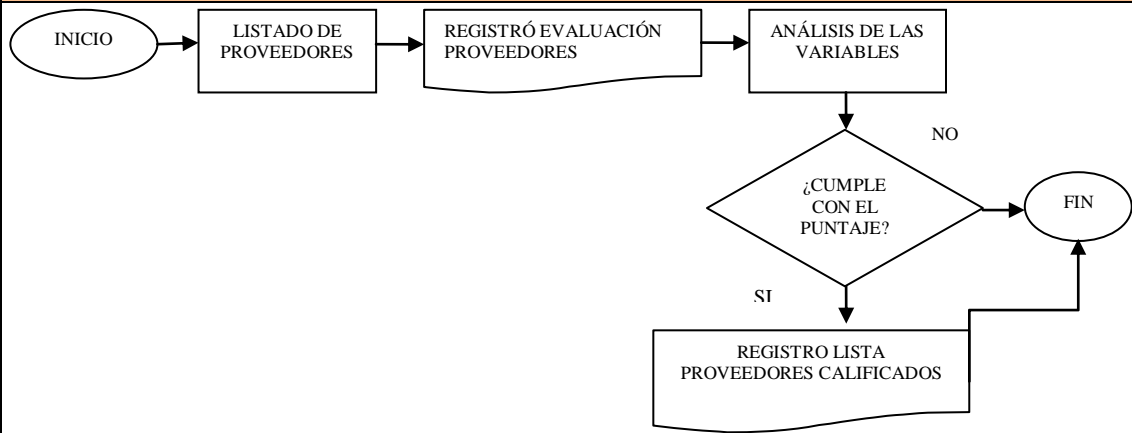 INICIO
LISTADO DE
PROVEEDORES
REGISTRÓ EVALUACIÓN
PROVEEDORES
ANÁLISIS DE LAS
VARIABLES
NO
¿CUMPLE
CON EL
PUNTAJE?
FIN
SI
REGISTRO LISTA
PROVEEDORES CALIFICADOS